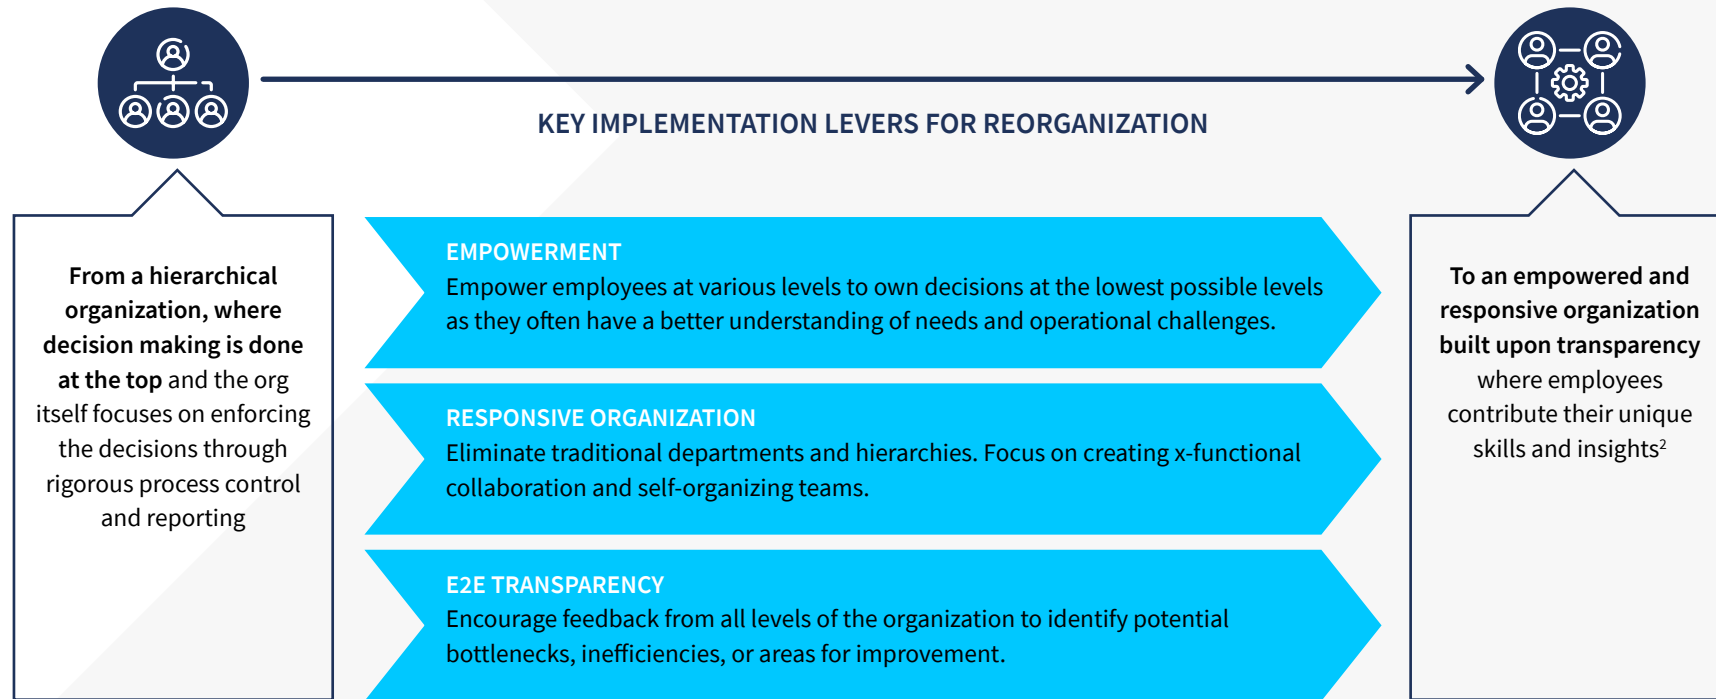 KEY IMPLEMENTATION LEVERS FOR REORGANIZATION
From a hierarchical
organization, where
decision making is done
at the top and the org
itself focuses on enforcing
the decisions through
rigorous process control
and reporting
EMPOWERMENT
Empower employees at various levels to own decisions at the lowest possible levels
as they often have a better understanding of needs and operational challenges.
RESPONSIVE ORGANIZATION
Eliminate traditional departments and hierarchies. Focus on creating x-functional
collaboration and self-organizing teams.
E2E TRANSPARENCY
Encourage feedback from all levels of the organization to identify potential
bottlenecks, inefficiencies, or areas for improvement.
To an empowered and
responsive organization
built upon transparency
where employees
contribute their unique
skills and insights²